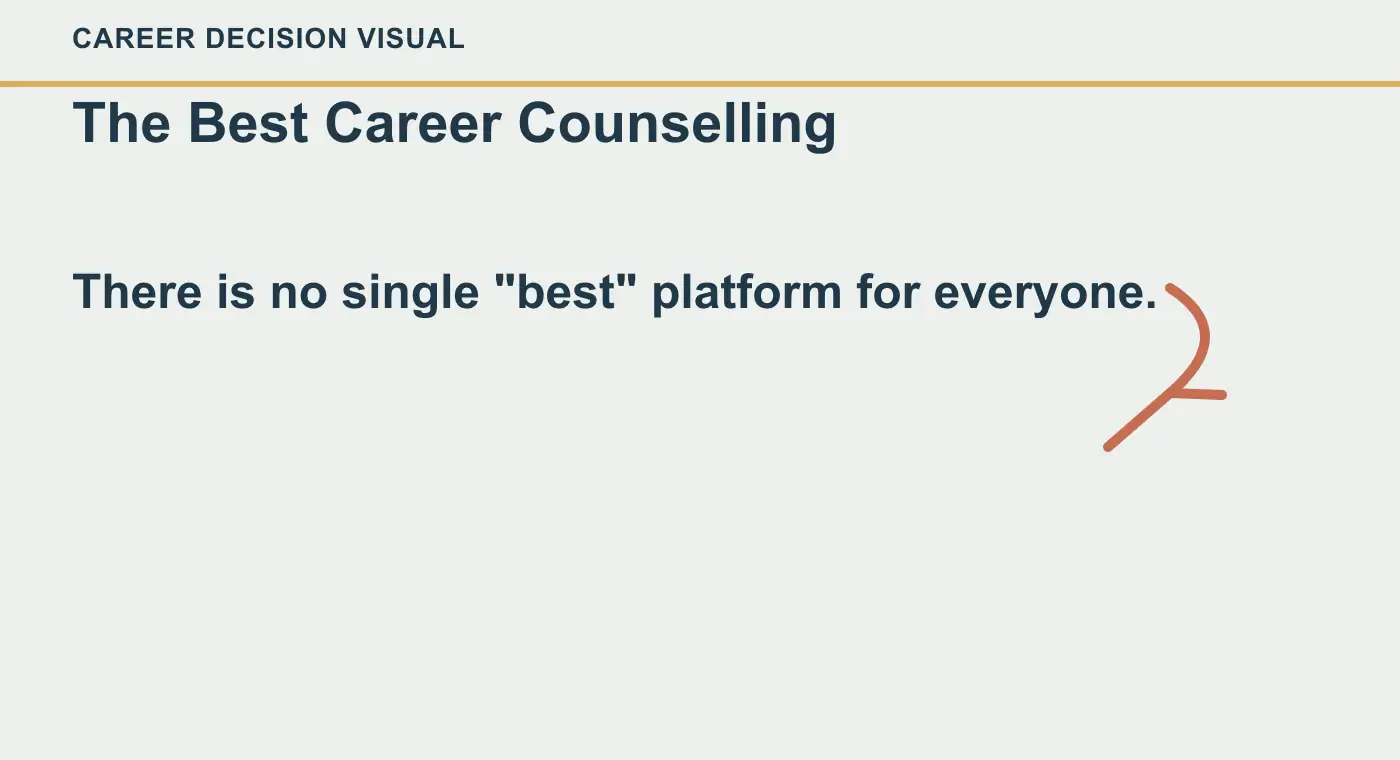 CAREER DECISION VISUAL
The Best Career Counselling
There is no single "best" platform for everyone.